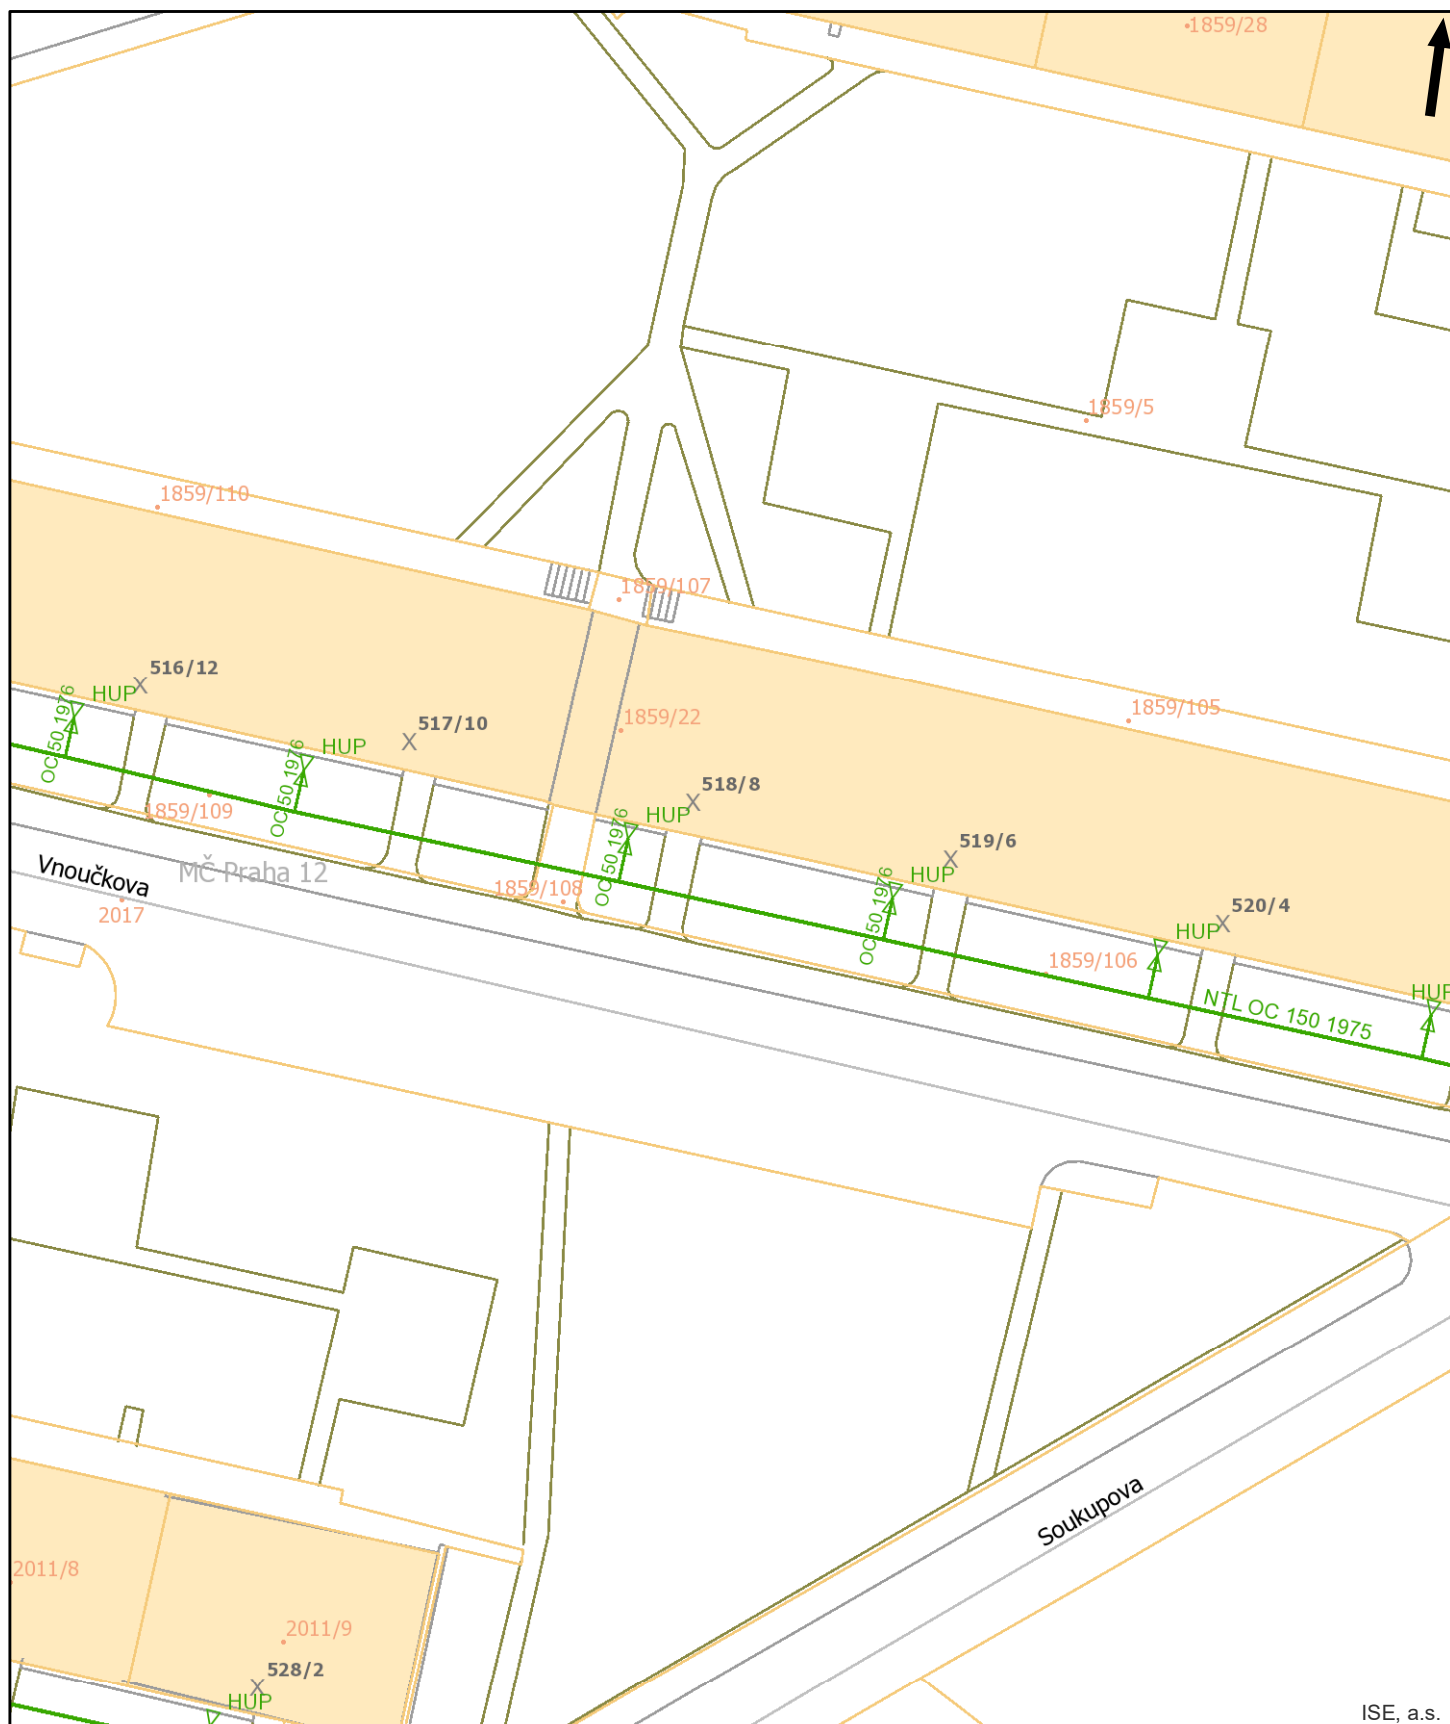 1859/28
1859/5
1859/110
1859/107
516/12
HUP
OC 50 1976
517/10
HUP
OC 50 1976
1859/22
1859/105
518/8
HUP
OC 50 1976
1859/109
519/6
HUP
OC 50 1976
Vnoučkova
MČ Praha 12
1859/108
2017
520/4
HUP
1859/106
HUP
NTL OC 150 1975
Soukupova
2011/8
2011/9
528/2
HUP
ISE, a.s.